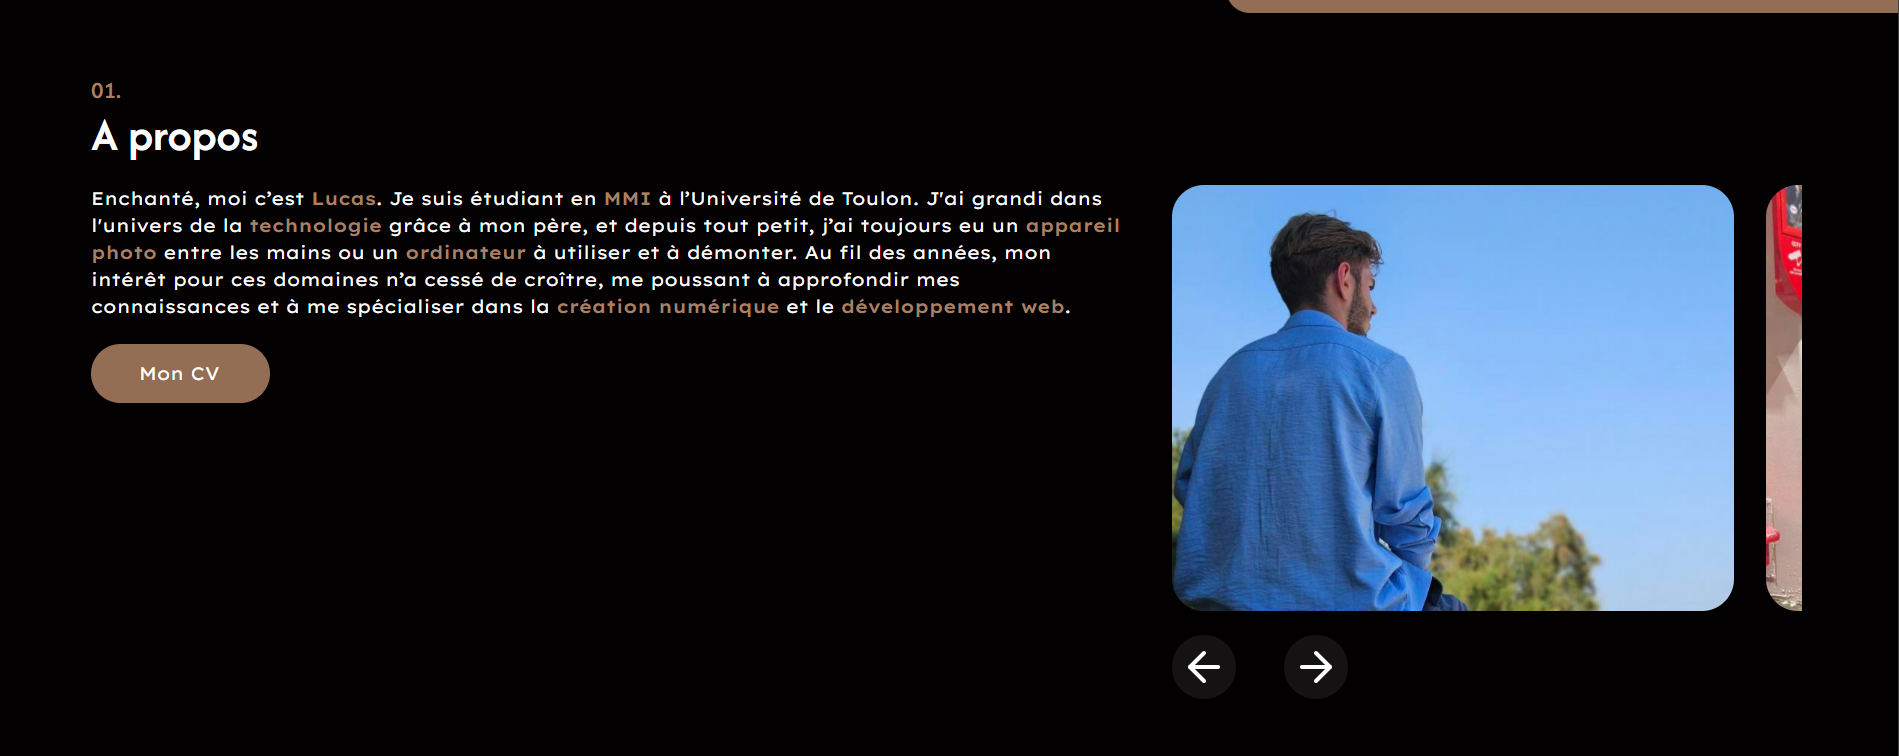 01.
A propos
Enchanté, moi c’est Lucas. Je suis étudiant en MMI à l’Université de Toulon. J'ai grandi dans
l'univers de la technologie grâce à mon père, et depuis tout petit, j’ai toujours eu un appareil
photo entre les mains ou un ordinateur à utiliser et à démonter. Au fil des années, mon
intérêt pour ces domaines n’a cessé de croître, me poussant à approfondir mes
connaissances et à me spécialiser dans la création numérique et le développement web.
Mon CV